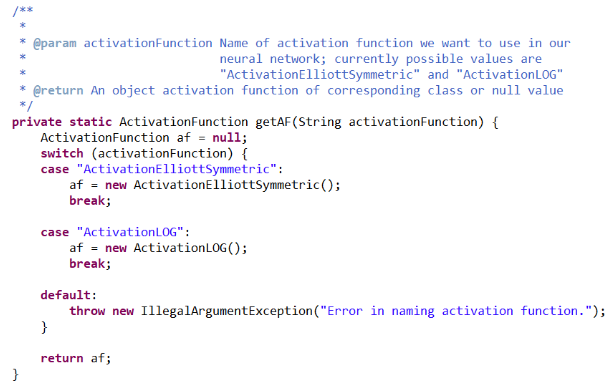 /**
 *
 * @param activationFunction Name of activation function we want to use in our
 *                           neural network; currently possible values are
 *                           "ActivationElliottSymmetric" and "ActivationLOG"
 * @return An object activation function of corresponding class or null value
 */
private static ActivationFunction getAF(String activationFunction) {
    ActivationFunction af = null;
    switch (activationFunction) {
    case "ActivationElliottSymmetric":
        af = new ActivationElliottSymmetric();
        break;

    case "ActivationLOG":
        af = new ActivationLOG();
        break;

    default:
        throw new IllegalArgumentException("Error in naming activation function.");
    }

    return af;
}